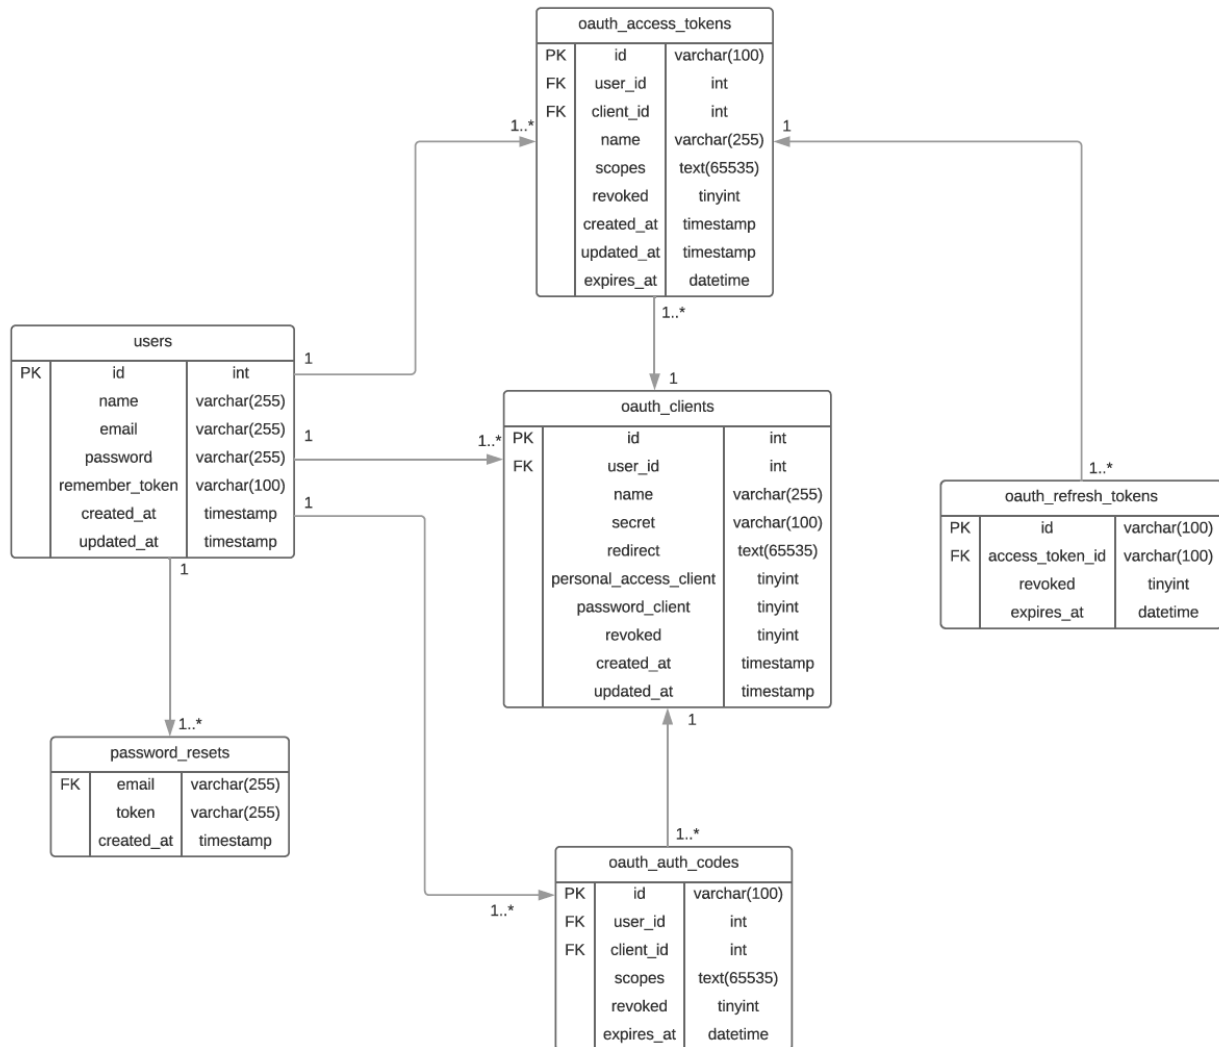 oauth_access_tokens
PK id varchar(100)
FK user_id int
FK client_id int
name varchar(255)
scopes text(65535)
revoked tinyint
created_at timestamp
updated_at timestamp
expires_at datetime
1..*
1
1..*
1
users
PK id int
name varchar(255)
email varchar(255)
password varchar(255)
remember_token varchar(100)
created_at timestamp
updated_at timestamp
1
1
1..*
1
1
oauth_clients
PK id int
FK user_id int
name varchar(255)
secret varchar(100)
redirect text(65535)
personal_access_client tinyint
password_client tinyint
revoked tinyint
created_at timestamp
updated_at timestamp
1..*
oauth_refresh_tokens
PK id varchar(100)
FK access_token_id varchar(100)
revoked tinyint
expires_at datetime
1..*
1
password_resets
FK email varchar(255)
token varchar(255)
created_at timestamp
1..*
1..*
oauth_auth_codes
PK id varchar(100)
FK user_id int
FK client_id int
scopes text(65535)
revoked tinyint
expires_at datetime